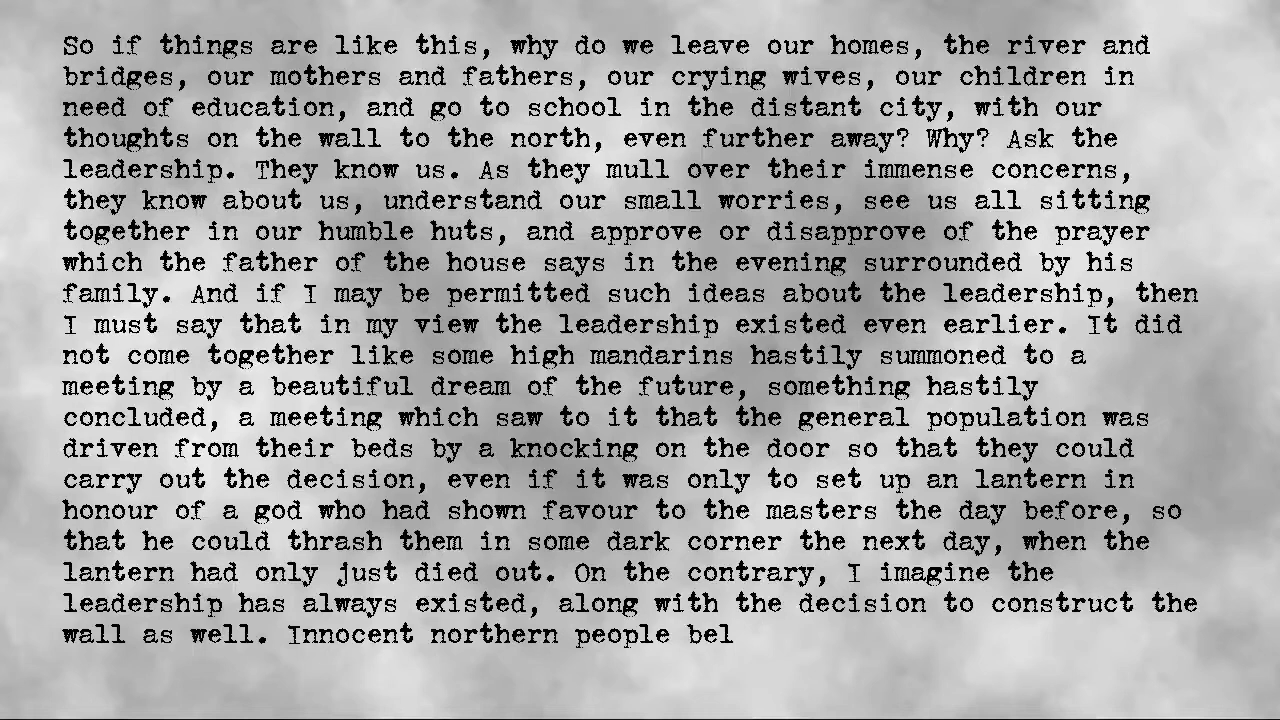 So if things are like this, why do we leave our homes, the river and
bridges, our mothers and fathers, our crying wives, our children in
need of education, and go to school in the distant city, with our
thoughts on the wall to the north, even further away? Why? Ask the
leadership. They know us. As they mull over their immense concerns,
they know about us, understand our small worries, see us all sitting
together in our humble huts, and approve or disapprove of the prayer
which the father of the house says in the evening surrounded by his
family. And if I may be permitted such ideas about the leadership, then
I must say that in my view the leadership existed even earlier. It did
not come together like some high mandarins hastily summoned to a
meeting by a beautiful dream of the future, something hastily
concluded, a meeting which saw to it that the general population was
driven from their beds by a knocking on the door so that they could
carry out the decision, even if it was only to set up an lantern in
honour of a god who had shown favour to the masters the day before, so
that he could thrash them in some dark corner the next day, when the
lantern had only just died out. On the contrary, I imagine the
leadership has always existed, along with the decision to construct the
wall as well. Innocent northern people bel